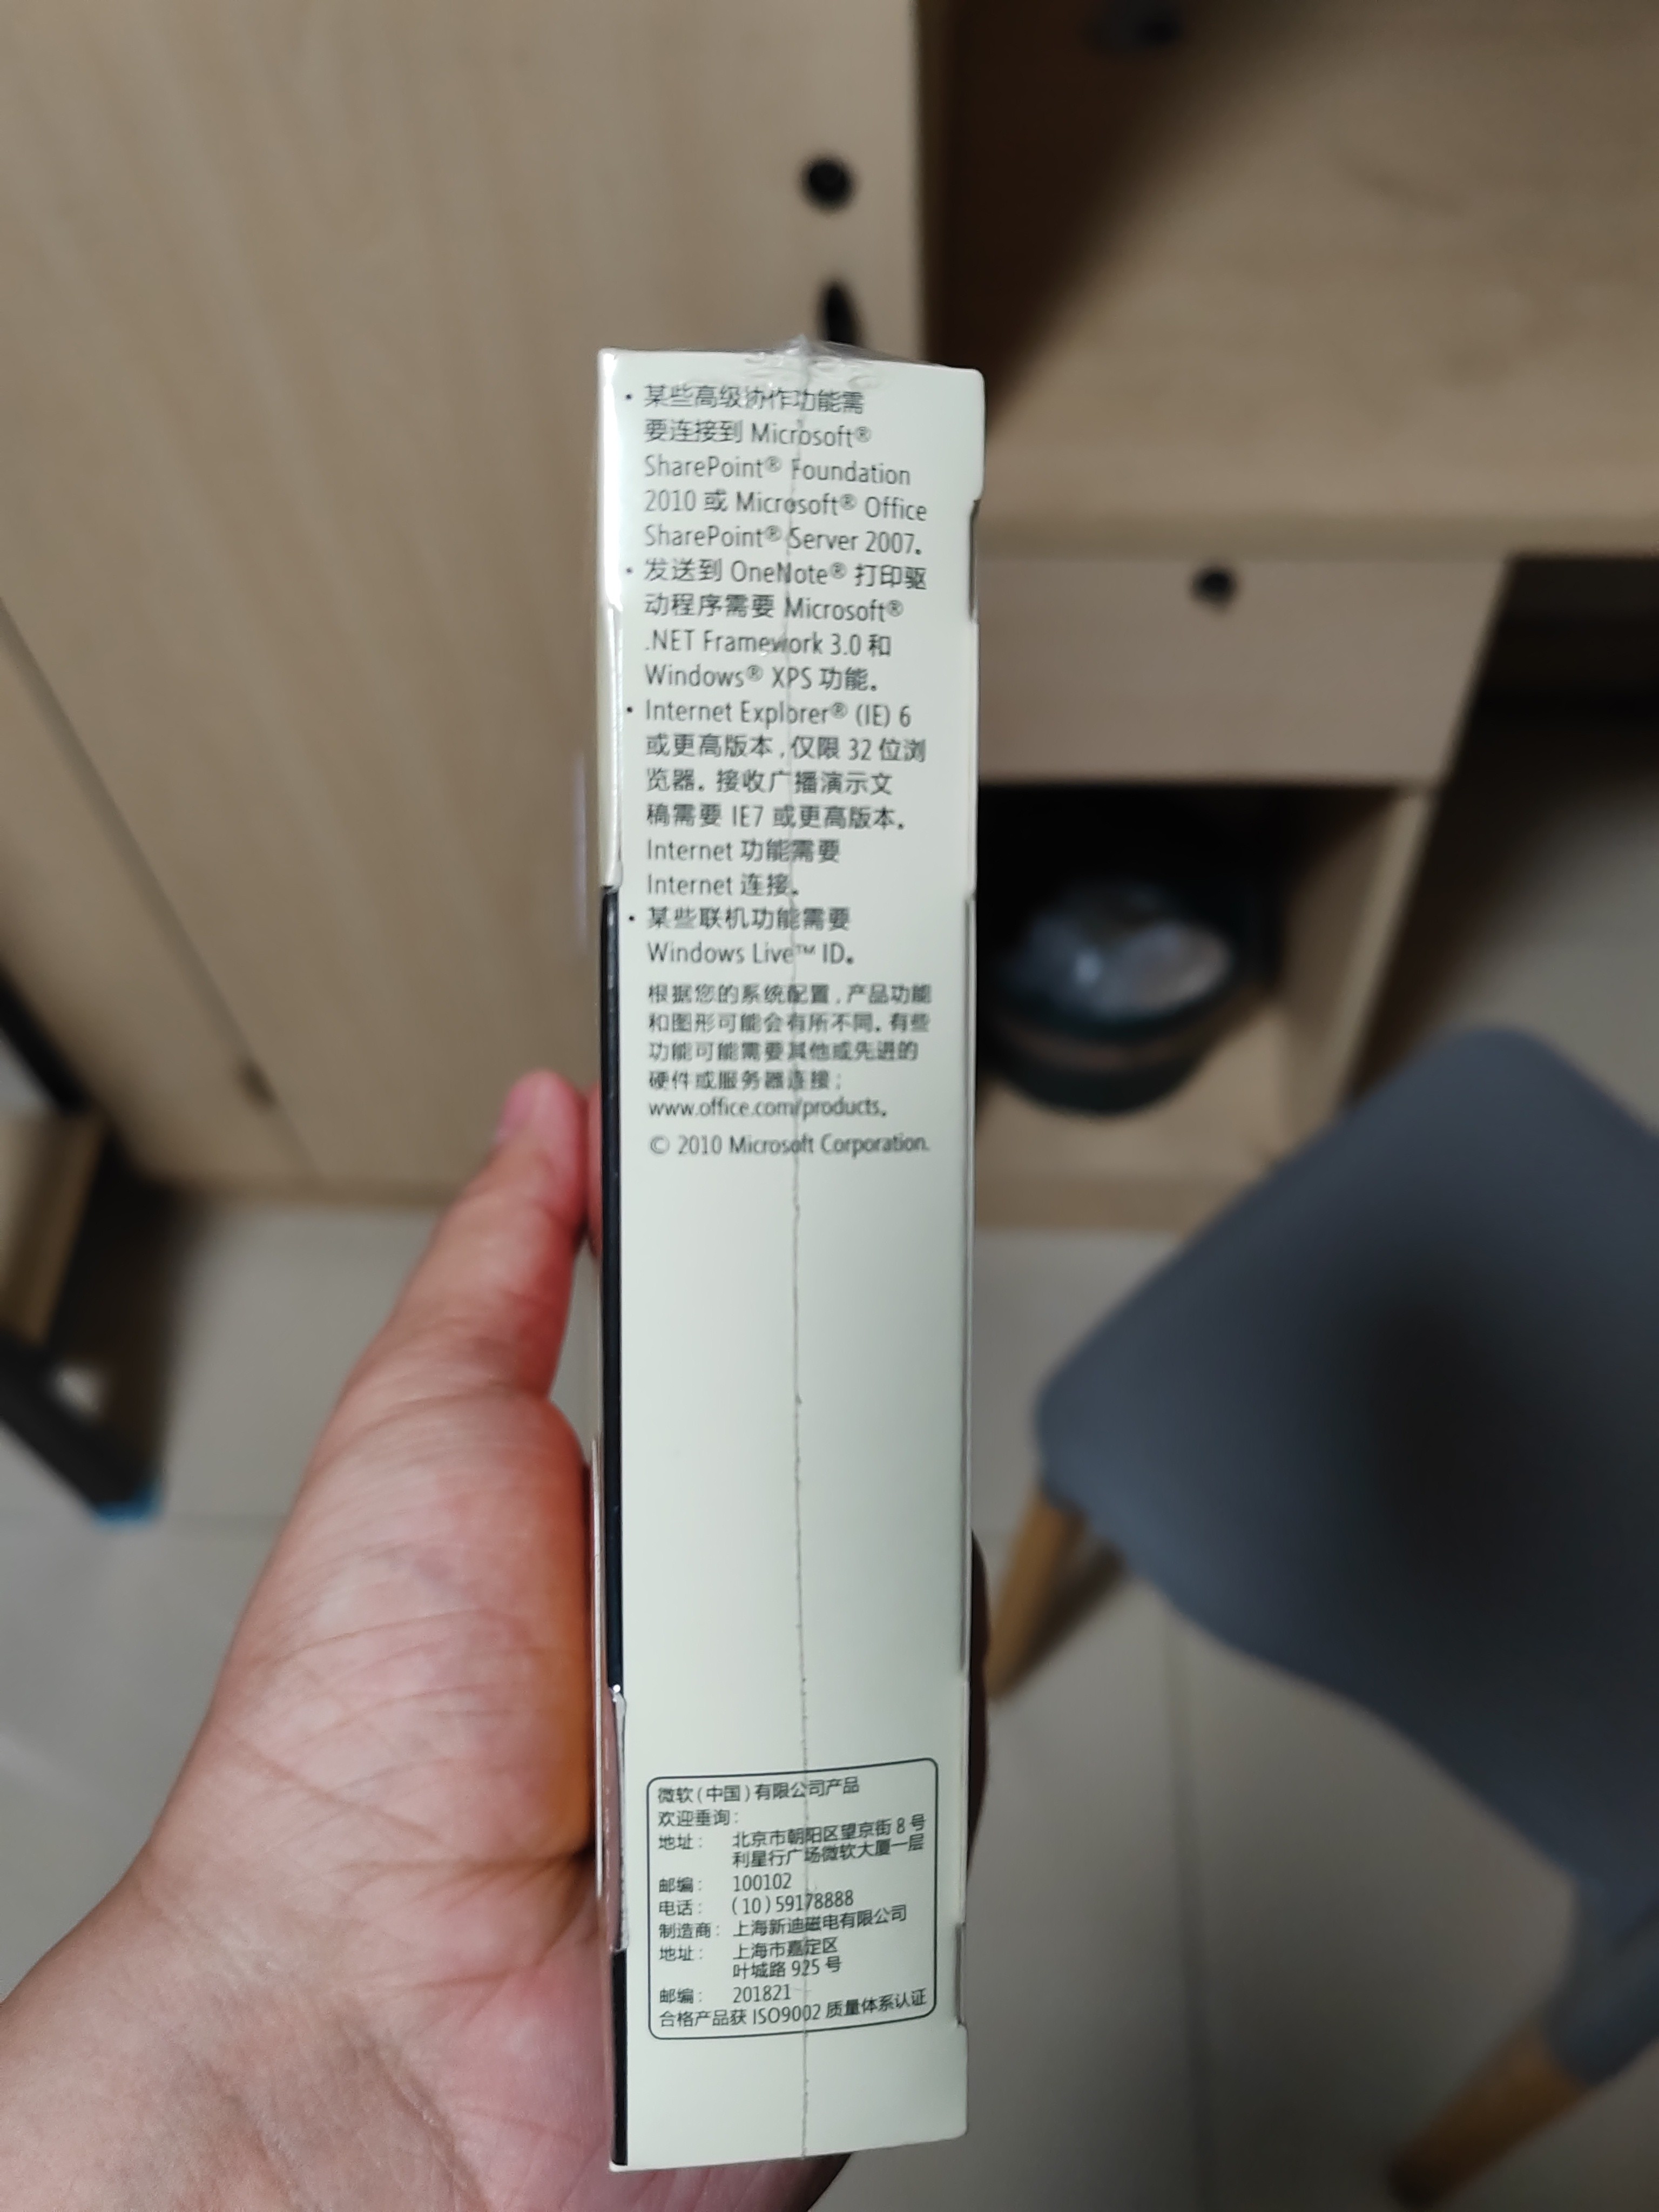 • 某些高级协作功能需
要连接到 Microsoft®
SharePoint® Foundation
2010 或 Microsoft® Office
SharePoint® Server 2007。
• 发送到 OneNote® 打印驱
动程序需要 Microsoft®
.NET Framework 3.0 和
Windows® XPS 功能。
• Internet Explorer® (IE) 6
或更高版本，仅限 32 位浏
览器。接收广播演示文
稿需要 IE7 或更高版本。
Internet 功能需要
Internet 连接。
• 某些联机功能需要
Windows Live™ ID。
根据您的系统配置，产品功能
和图形可能会有所不同。有些
功能可能需要其他或先进的
硬件或服务器连接；
www.office.com/products。
© 2010 Microsoft Corporation.
微软（中国）有限公司产品
欢迎垂询：
地址： 北京市朝阳区望京街 8 号
利星行广场微软大厦一层
邮编： 100102
电话： (10)59178888
制造商： 上海新迪磁电有限公司
地址： 上海市嘉定区
叶城路 925 号
邮编： 201821
合格产品获 ISO9002 质量体系认证